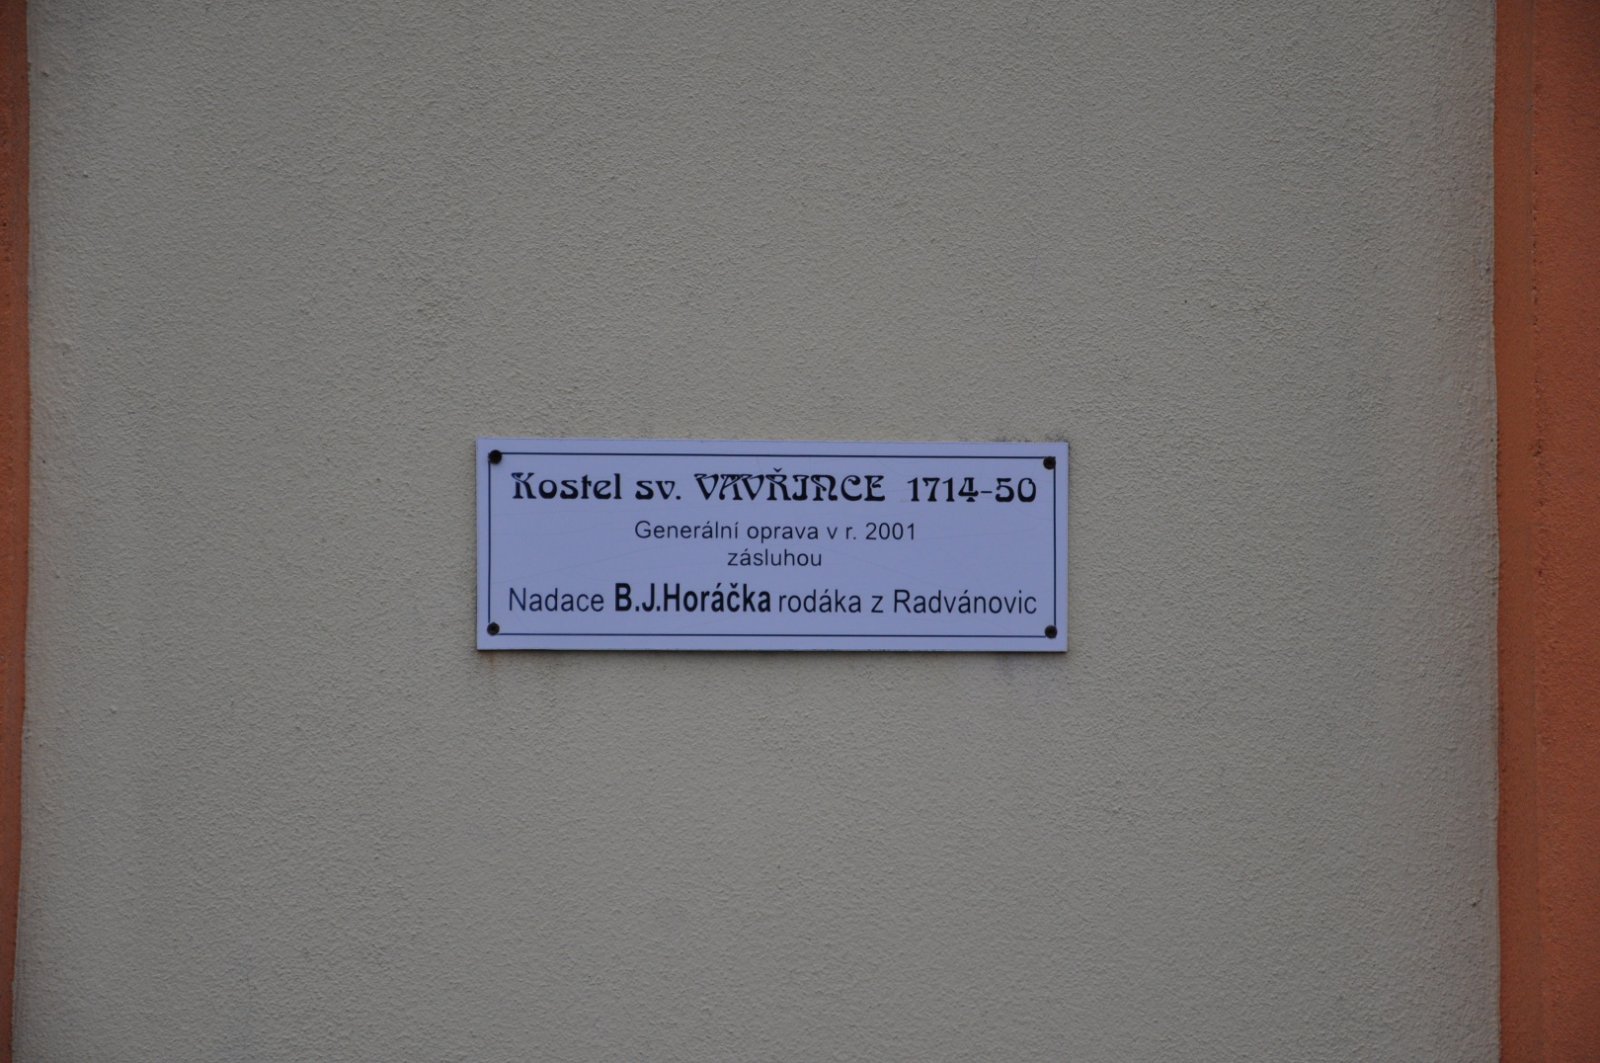 Kostel sv. VAVŘINCE 1714-50
Generální oprava v r. 2001
zásluhou
Nadace B.J.Horáčka rodáka z Radvánovic